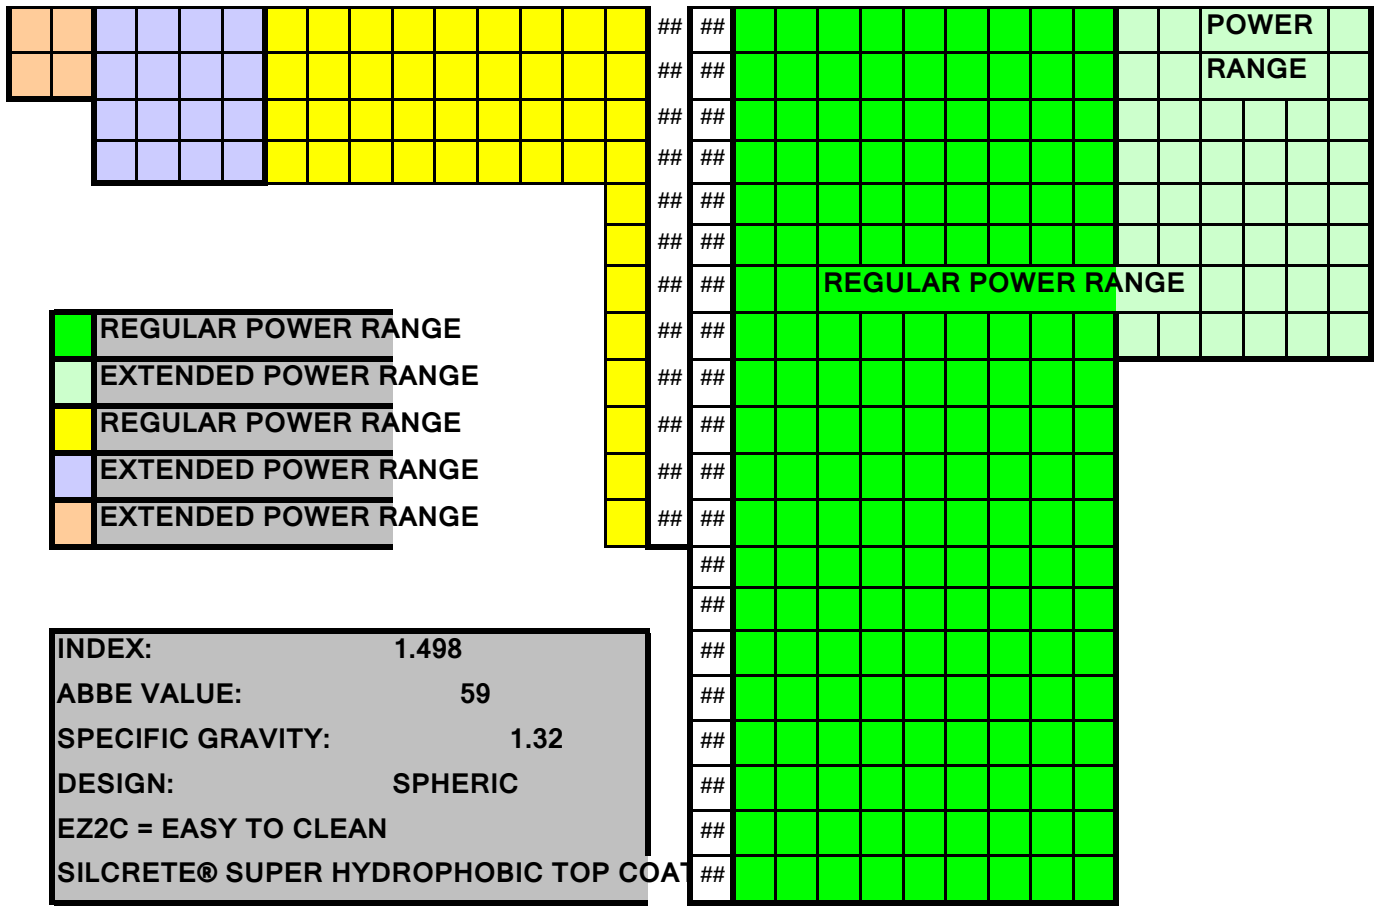 ## ## POWER
## ## RANGE
## ##
## ##
## ##
## ##
## ## REGULAR POWER RANGE
REGULAR POWER RANGE ## ##
EXTENDED POWER RANGE ## ##
REGULAR POWER RANGE ## ##
EXTENDED POWER RANGE ## ##
EXTENDED POWER RANGE ## ##
##
##
INDEX: 1.498 ##
ABBE VALUE: 59 ##
SPECIFIC GRAVITY: 1.32 ##
DESIGN: SPHERIC ##
EZ2C = EASY TO CLEAN ##
SILCRETE® SUPER HYDROPHOBIC TOP COAT ##